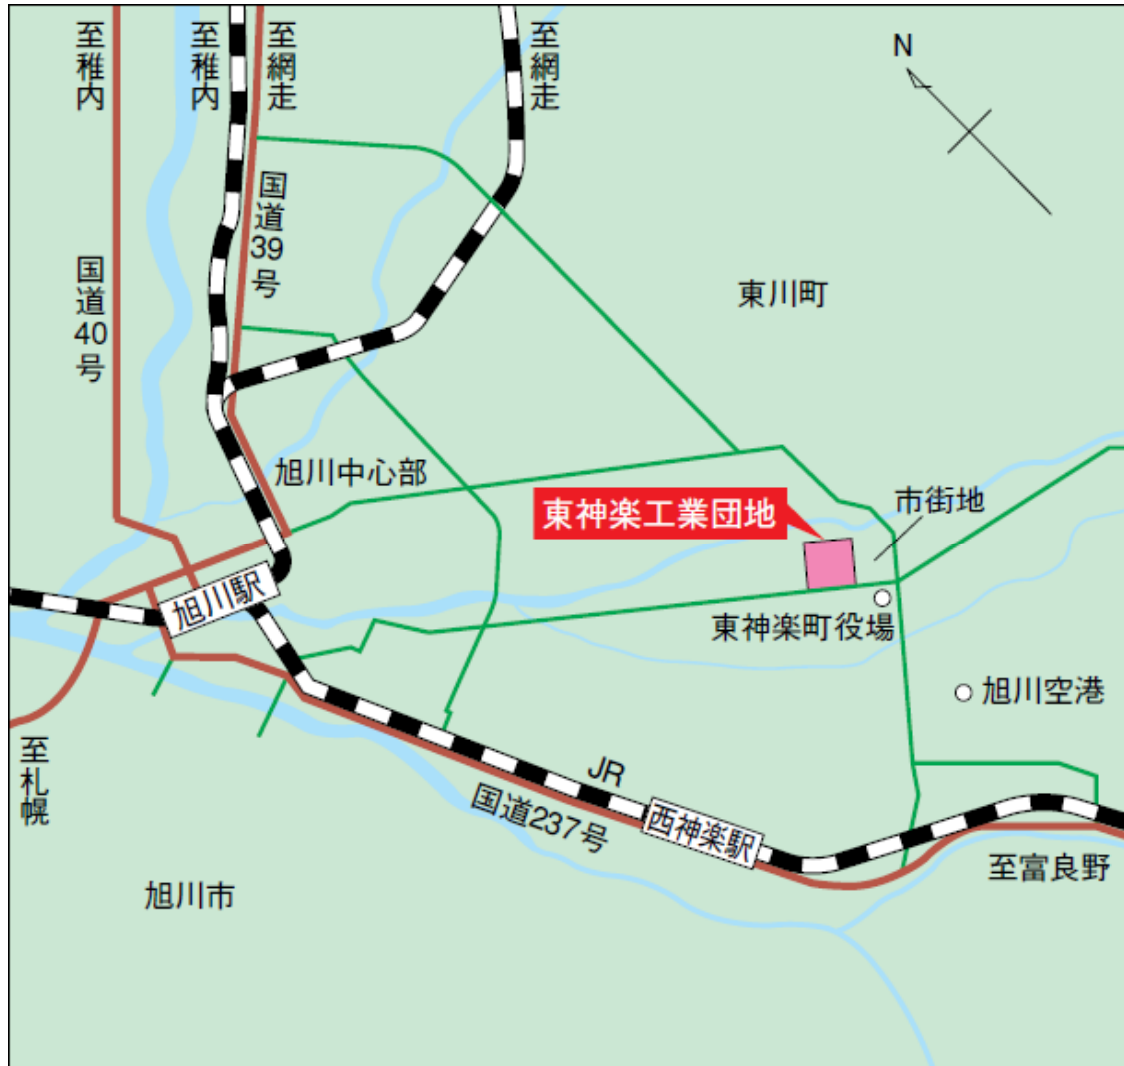 至稚内
至稚内
至網走
至網走
N
国道39号
国道40号
東川町
旭川中心部
東神楽工業団地
市街地
旭川駅
東神楽町役場
旭川空港
至札幌
JR
国道237号
西神楽駅
至富良野
旭川市